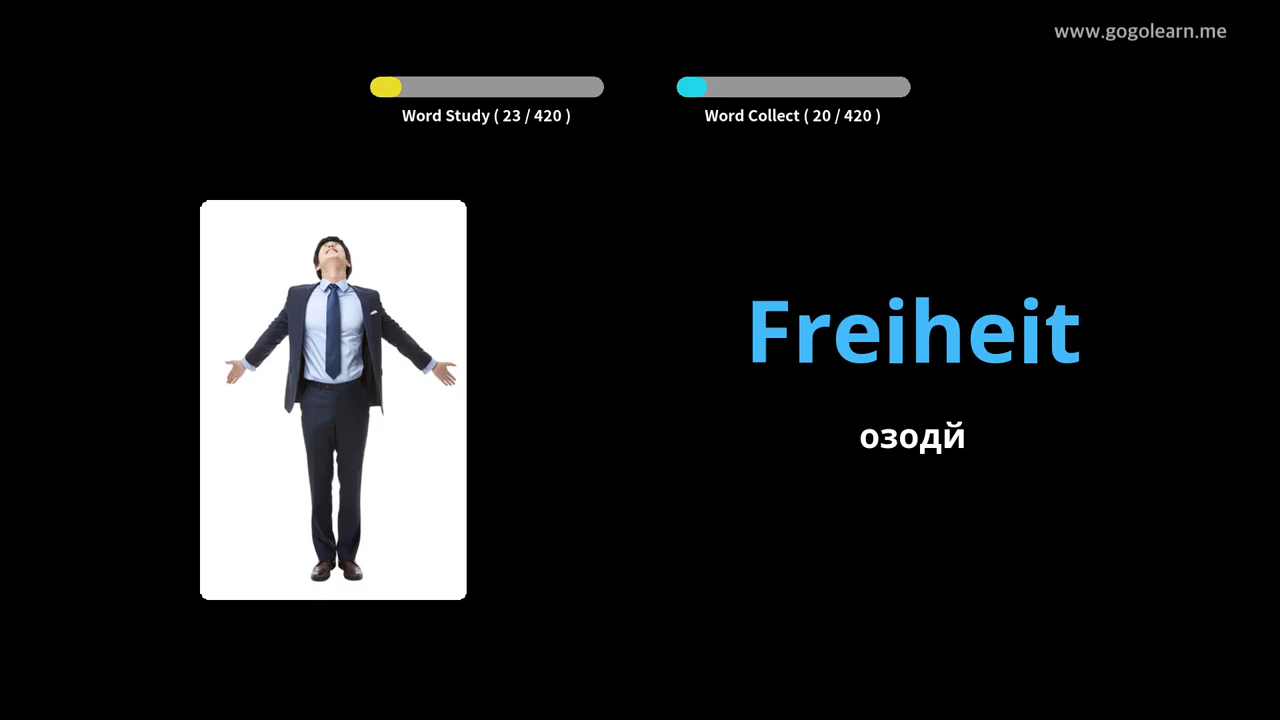 www.gogolearn.me
Word Study ( 23 / 420 )
Word Collect ( 20 / 420 )
Freiheit
озодй